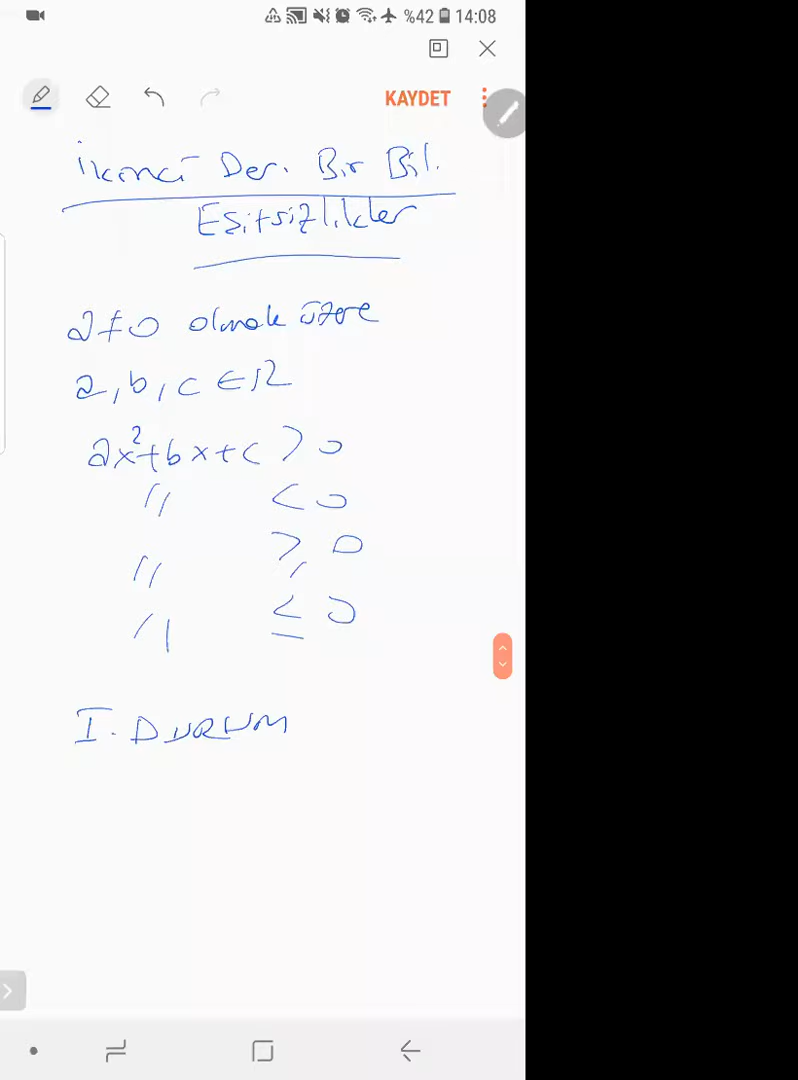 %42 14:08
KAYDET
İkinci Der. Bir Bil.
Eşitsizlikler
a≠0 olmak üzere
a, b, c ∈ R
ax²+bx+c > 0
" < 0
" ≥ 0
" ≤ 0
I. DURUM